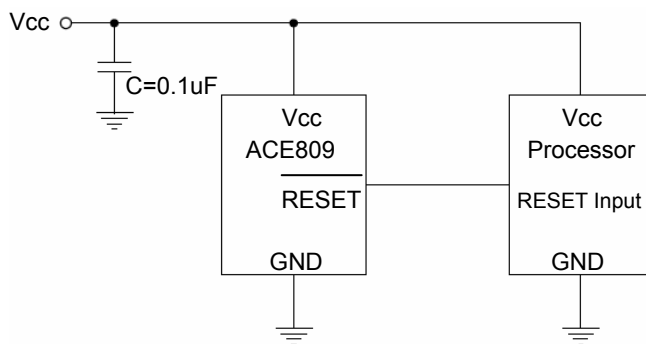 Vcc
C=0.1uF
Vcc
ACE809
RESET
GND
Vcc
Processor
RESET Input
GND